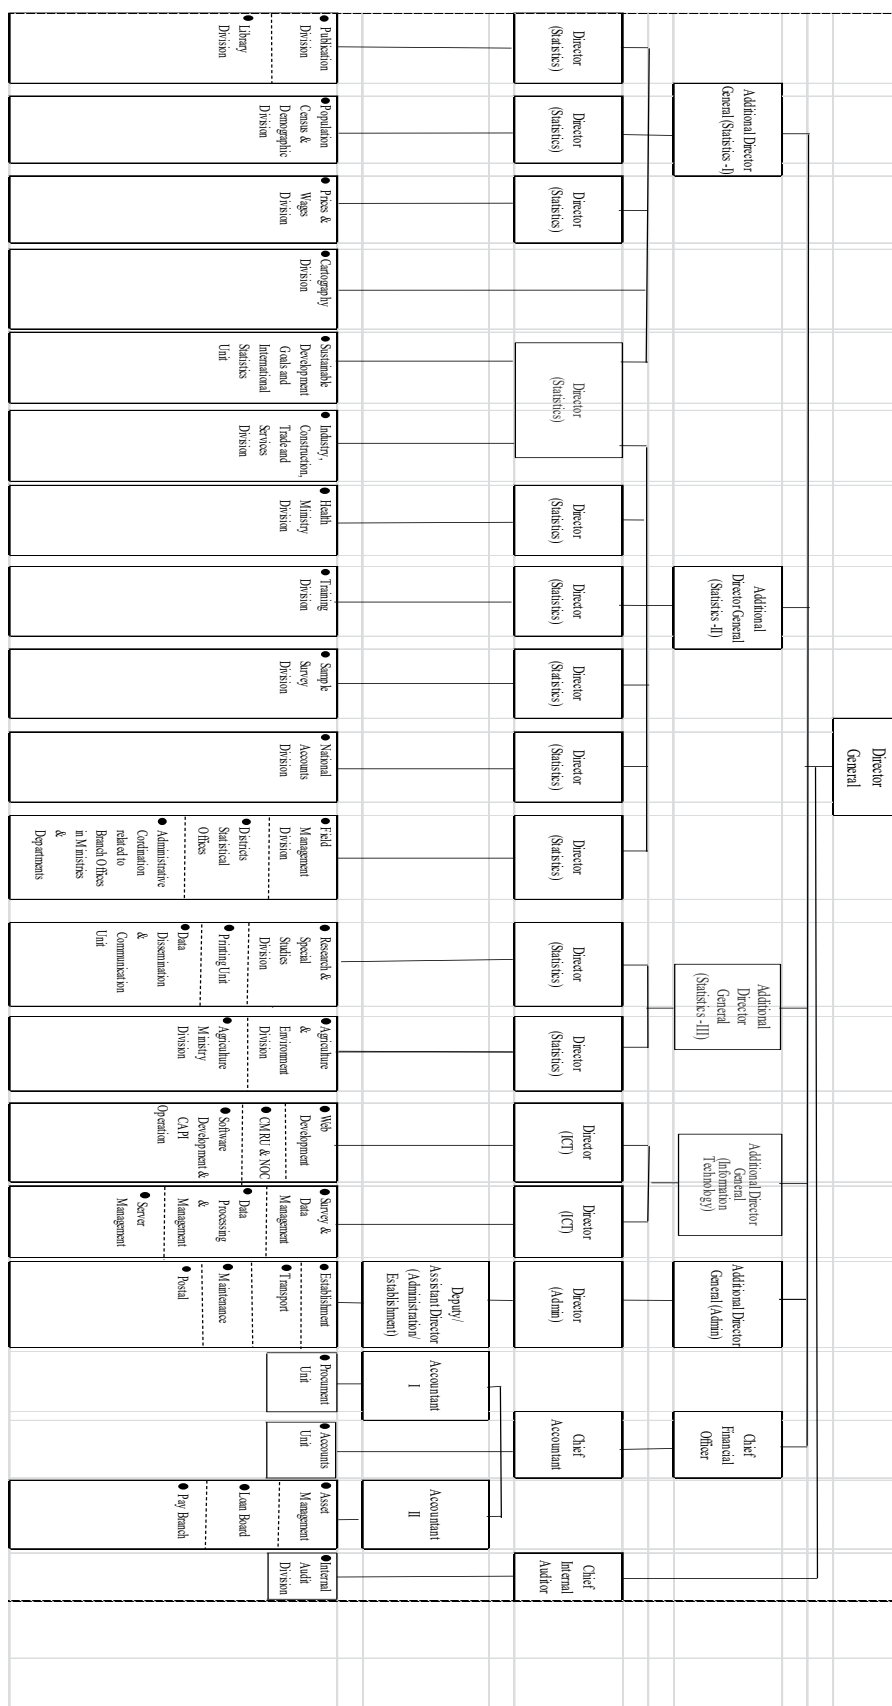 Director
General
Additional Director
General (Statistics -I)
Additional
Director General
(Statistics -II)
Additional
Director
General
(Statistics -III)
Additional Director
General
(Information
Technology)
Additional Director
General (Admin)
Chief
Financial
Officer
Director
(Statistics)
Director
(Statistics)
Director
(Statistics)
Director
(Statistics)
Director
(Statistics)
Director
(Statistics)
Director
(Statistics)
Director
(Statistics)
Director
(Statistics)
Director
(Statistics)
Director
(Statistics)
Director
(ICT)
Director
(ICT)
Director
(Admin)
Chief
Accountant
Chief
Internal
Auditor
Deputy/
Assistant Director
(Administration/
Establishment)
Accountant
I
Accountant
II
● Publication
Division
● Library
Division
● Population
Census &
Demographic
Division
● Prices &
Wages
Division
● Cartography
Division
● Sustainable
Development
Goals and
International
Statistics
Unit
● Industry,
Construction,
Trade and
Services
Division
● Health
Ministry
Division
● Training
Division
● Sample
Survey
Division
● National
Accounts
Division
● Field
Management
Division
● Districts
Statistical
Offices
● Administrative
Cordination
related to
Branch Offices
in Ministries
&
Departments
● Research &
Special
Studies
Division
● Printing Unit
● Data
Dissemination
&
Communication
Unit
● Agriculture
&
Environment
Division
● Agriculture
Ministry
Division
● Web
Development
● CMRU & NOC
● Software
Development &
CAPI
Operation
● Survey &
Data
Management
● Data
Processing
&
Management
● Server
Management
● Establishment
● Transport
● Maintenance
● Postal
● Procument
Unit
● Accounts
Unit
● Asset
Management
● Loan Board
● Pay Branch
● Internal
Audit
Division